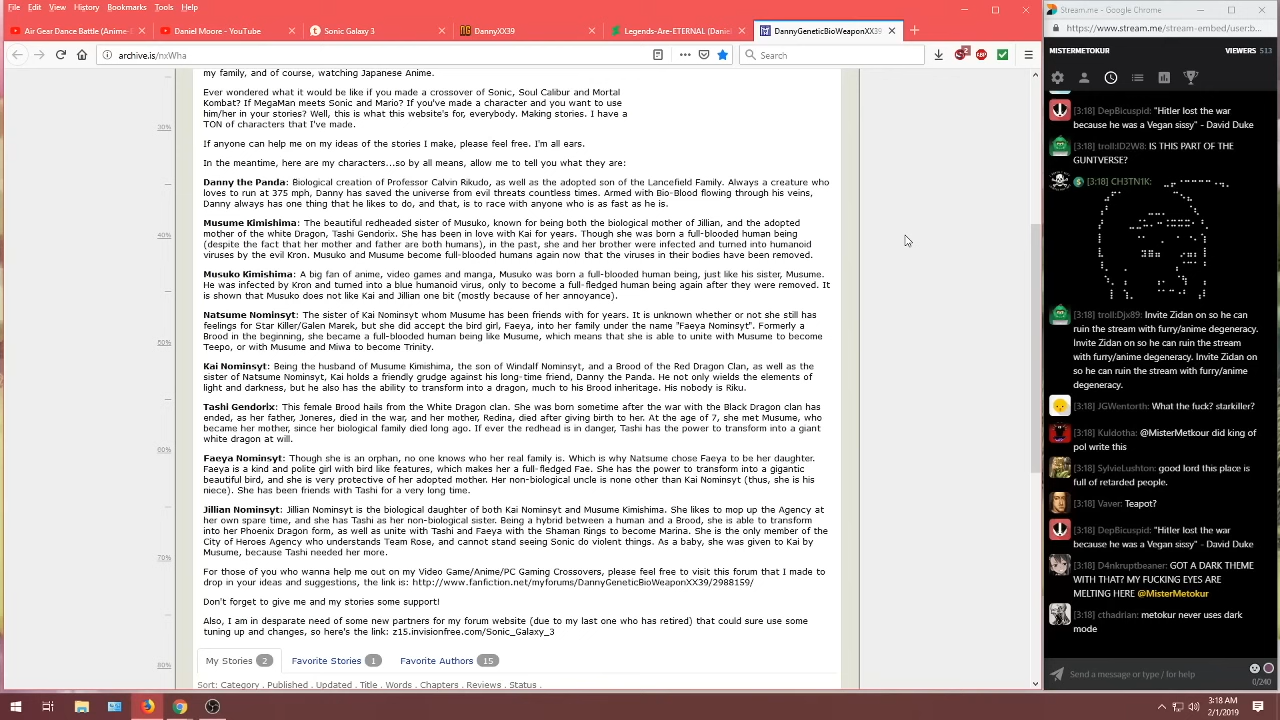 File Edit View History Bookmarks Tools Help
Air Gear Dance Battle (Anime-
Daniel Moore - YouTube
Sonic Galaxy 3
DannyXX39
Legends-Are-ETERNAL (Daniel
DannyGeneticBioWeaponXX39
archive.is/nxWha
Search
my family, and of course, watching Japanese Anime.
Ever wondered what it would be like if you made a crossover of Sonic, Soul Calibur and Mortal
Kombat? If MegaMan meets Sonic and Mario? If you've made a character and you want to use
him/her in your stories? Well, this is what this website's for, everybody. Making stories. I have a
TON of characters that I've made.
If anyone can help me on my ideas of the stories I make, please feel free. I'm all ears.
In the meantime, here are my characters...so by all means, allow me to tell you what they are:
Danny the Panda: Biological creation of Professor Calvin Rikudo, as well as the adopted son of the Lancefield Family. Always a creature who
loves to run at 375 mph, Danny has saved the universe from evil threats countless times. Armed with Bio-Blood flowing through his veins,
Danny always has one thing that he likes to do, and that, is to race with anyone who is as fast as he is.
Musume Kimishima: The beautiful redheaded sister of Musuko, known for being both the biological mother of Jillian, and the adopted
mother of the white Dragon, Tashi Gendorix. She has been in love with Kai for years. Though she was born a full-blooded human being
(despite the fact that her mother and father are both humans), in the past, she and her brother were infected and turned into humanoid
viruses by the evil Kron. Musuko and Musume become full-blooded humans again now that the viruses in their bodies have been removed.
Musuko Kimishima: A big fan of anime, video games and manga, Musuko was born a full-blooded human being, just like his sister, Musume.
He was infected by Kron and turned into a blue humanoid virus, only to become a full-fledged human being again after they were removed. It
is shown that Musuko does not like Kai and Jillian one bit (mostly because of her annoyance).
Natsume Nominsyt: The sister of Kai Nominsyt whom Musume has been friends with for years. It is unknown whether or not she still has
feelings for Star Killer/Galen Marek, but she did accept the bird girl, Faeya, into her family under the name "Faeya Nominsyt". Formerly a
Brood in the beginning, she became a full-blooded human being like Musume, which means that she is able to unite with Musume to become
Teepo, or with Musume and Miwa to become Trinity.
Kai Nominsyt: Being the husband of Musume Kimishima, the son of Windalf Nominsyt, and a Brood of the Red Dragon Clan, as well as the
sister of Natsume Nominsyt, Kai holds a friendly grudge against his long-time friend, Danny the Panda. He not only wields the elements of
light and darkness, but he also has the ability to transform into a dragon, much to his Brood inheritance. His nobody is Riku.
Tashi Gendorix: This female Brood hails from the White Dragon clan. She was born sometime after the war with the Black Dragon clan has
ended, as her father, Joneres, died in the war, and her mother, Redina, died after giving birth to her. At the age of 7, she met Musume, who
became her mother, since her biological family died long ago. If ever the redhead is in danger, Tashi has the power to transform into a giant
white dragon at will.
Faeya Nominsyt: Though she is an orphan, no one knows who her real family is. Which is why Natsume chose Faeya to be her daughter.
Faeya is a kind and polite girl with bird like features, which makes her a full-fledged Fae. She has the power to transform into a gigantic
beautiful bird, and she is very protective of her adopted mother. Her non-biological uncle is none other than Kai Nominsyt (thus, she is his
niece). She has been friends with Tashi for a very long time.
Jillian Nominsyt: Jillian Nominsyt is the biological daughter of both Kai Nominsyt and Musume Kimishima. She likes to mop up the Agency at
her own spare time, and she has Tashi as her non-biological sister. Being a hybrid between a human and a Brood, she is able to transform
into her Phoenix Dragon form, as well as unite with Tashi and Faeya with the Shaman Rings to become Marina. She is the only member of the
City of Heroes Agency who understands Team Rose, and cannot stand seeing Sonic do violent things. As a baby, she was given to Kai by
Musume, because Tashi needed her more.
For those of you who wanna help me out on my Video Game/Anime/PC Gaming Crossovers, please feel free to visit this forum that I made to
drop in your ideas and suggestions, the link is: http://www.fanfiction.net/myforums/DannyGeneticBioWeaponXX39/2988159/
Don't forget to give me and my stories some support!
Also, I am in desperate need of some new partners for my forum website (due to my last one who has retired) that could sure use some
tuning up and changes, so here's the link: z15.invisionfree.com/Sonic_Galaxy_3
My Stories 2 Favorite Stories 1 Favorite Authors 15
Sort: Category . Published . Updated . Title . Words . Chapters . Reviews . Status .
30%
40%
50%
60%
70%
80%
Stream.me - Google Chrome
https://www.stream.me/stream-embed/user:b...
MISTERMETOKUR VIEWERS 513
[3:18] DepBicuspid: "Hitler lost the war
because he was a Vegan sissy" - David Duke
[3:18] troll:ID2W8: IS THIS PART OF THE
GUNTVERSE?
[3:18] CH3TN1K:
[3:18] troll:Djx89: Invite Zidan on so he can
ruin the stream with furry/anime degeneracy.
Invite Zidan on so he can ruin the stream with
furry/anime degeneracy. Invite Zidan on
so he can ruin the stream with furry/anime
degeneracy.
[3:18] JGWentorth: What the fuck? starkiller?
[3:18] Kuldotha: @MisterMetkour did king of
pol write this
[3:18] SylvieLushton: good lord this place is
full of retarded people.
[3:18] Vaver: Teapot?
[3:18] DepBicuspid: "Hitler lost the war
because he was a Vegan sissy" - David Duke
[3:18] D4nkruptbeaner: GOT A DARK THEME
WITH THAT? MY FUCKING EYES ARE
MELTING HERE @MisterMetokur
[3:18] cthadrian: metokur never uses dark
mode
Send a message or type / for help
0/240
3:18 AM
2/1/2019